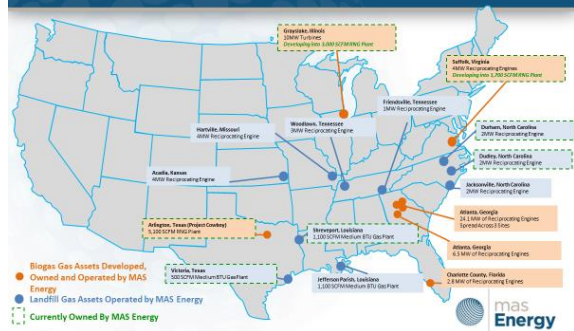 Grayslake, Illinois
10MW Turbines
Developing into 3,000 SCFM RNG Plant
Suffolk, Virginia
4MW Reciprocating Engines
Developing into 1,700 SCFM RNG Plant
Friendsville, Tennessee
1MW Reciprocating Engine
Woodlawn, Tennessee
3MW Reciprocating Engine
Hartville, Missouri
4MW Reciprocating Engine
Durham, North Carolina
2MW Reciprocating Engine
Dudley, North Carolina
2MW Reciprocating Engine
Acadia, Kansas
4MW Reciprocating Engine
Jacksonville, North Carolina
2MW Reciprocating Engine
Arlington, Texas (Project Cowboy)
5,100 SCFM RNG Plant
Shreveport, Louisiana
1,100 SCFM Medium BTU Gas Plant
Atlanta, Georgia
24.1 MW of Reciprocating Engines
Spread Across 3 Sites
Atlanta, Georgia
6.3 MW of Reciprocating Engines
Victoria, Texas
500 SCFM Medium BTU Gas Plant
Jefferson Parish, Louisiana
1,100 SCFM Medium BTU Gas Plant
Charlotte County, Florida
2.8 MW of Reciprocating Engines
Biogas Gas Assets Developed,
Owned and Operated by MAS
Energy
Landfill Gas Assets Operated by MAS Energy
Currently Owned By MAS Energy
mas
Energy